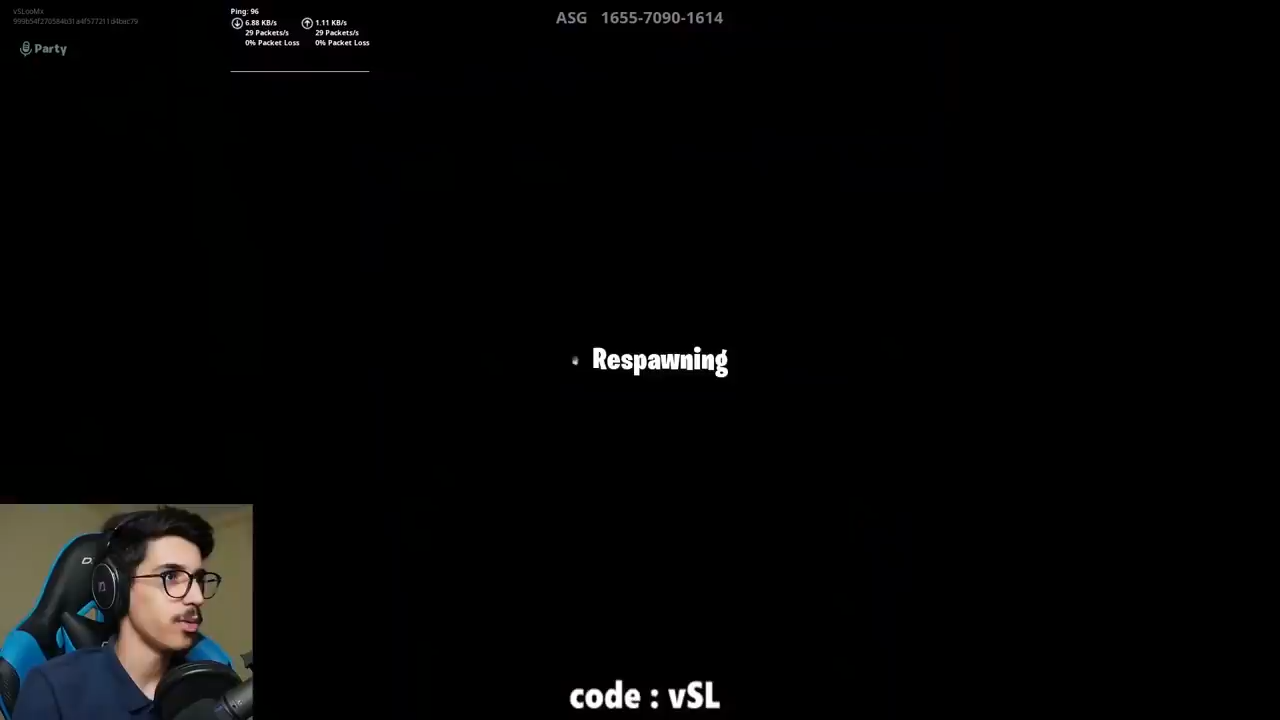 vSLooMx
Ping: 96
6.88 KB/s 1.11 KB/s
29 Packets/s 29 Packets/s
0% Packet Loss 0% Packet Loss
ASG 1655-7090-1614
Party
Respawning
code : vSL